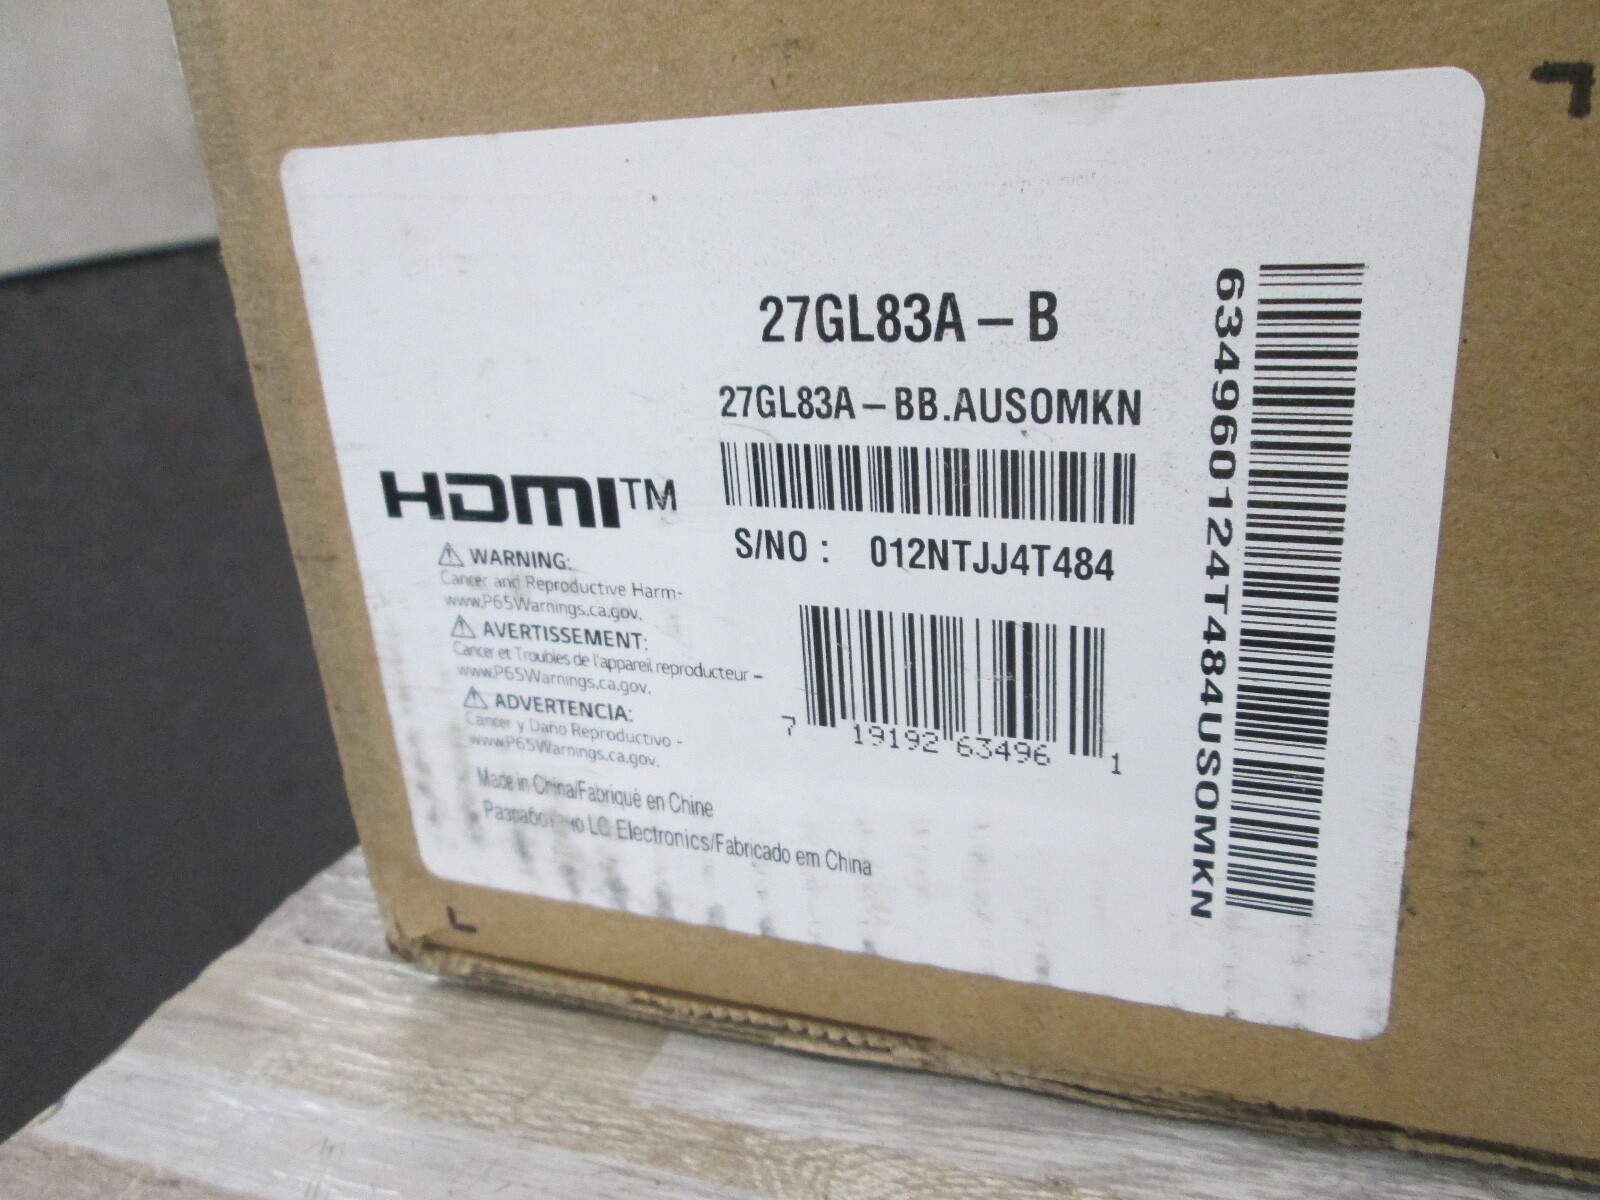 27GL83A – B
27GL83A – BB.AUSOMKN
HDMI™
S/NO : 012NTJJ4T484
WARNING:
Cancer and Reproductive Harm-
www.P65Warnings.ca.gov.
AVERTISSEMENT:
Cancer et Troubles de l'appareil reproducteur –
www.P65Warnings.ca.gov.
ADVERTENCIA:
Cancer y Daño Reproductivo -
www.P65Warnings.ca.gov.
7 19192 63496 1
Made in China/Fabriqué en Chine
LG Electronics/Fabricado em China
634960124T484USOMKN